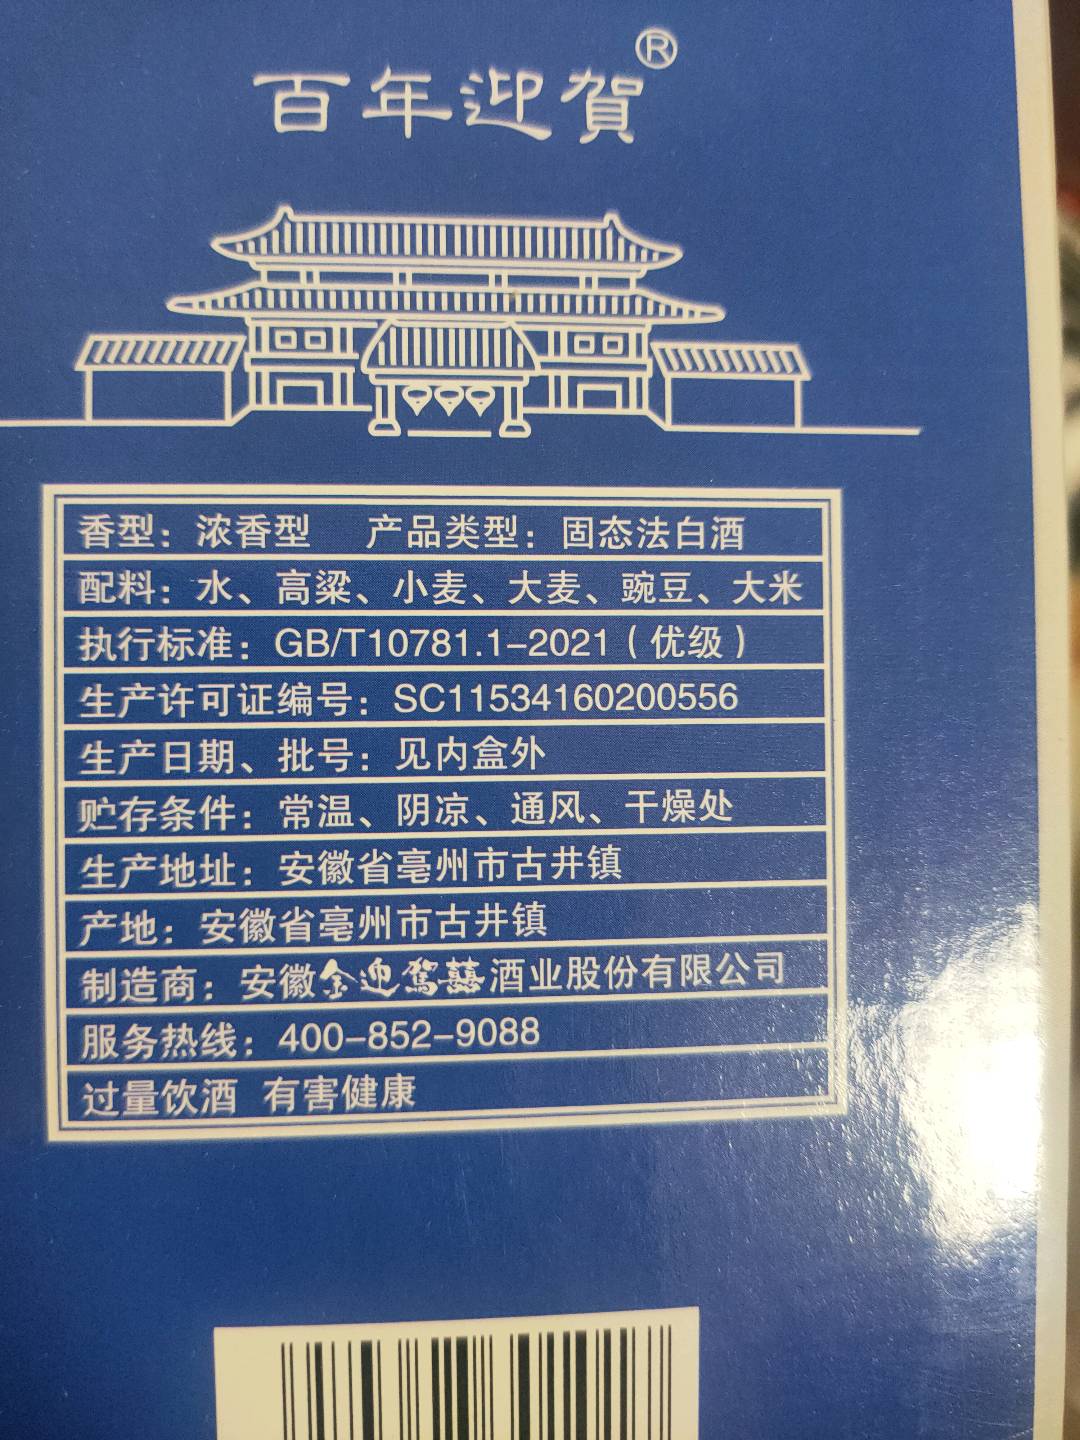 百年迎賀®
香型：浓香型 产品类型：固态法白酒
配料：水、高粱、小麦、大麦、豌豆、大米
执行标准：GB/T10781.1-2021（优级）
生产许可证编号：SC11534160200556
生产日期、批号：见内盒外
贮存条件：常温、阴凉、通风、干燥处
生产地址：安徽省亳州市古井镇
产地：安徽省亳州市古井镇
制造商：安徽金迎驾囍酒业股份有限公司
服务热线：400-852-9088
过量饮酒 有害健康